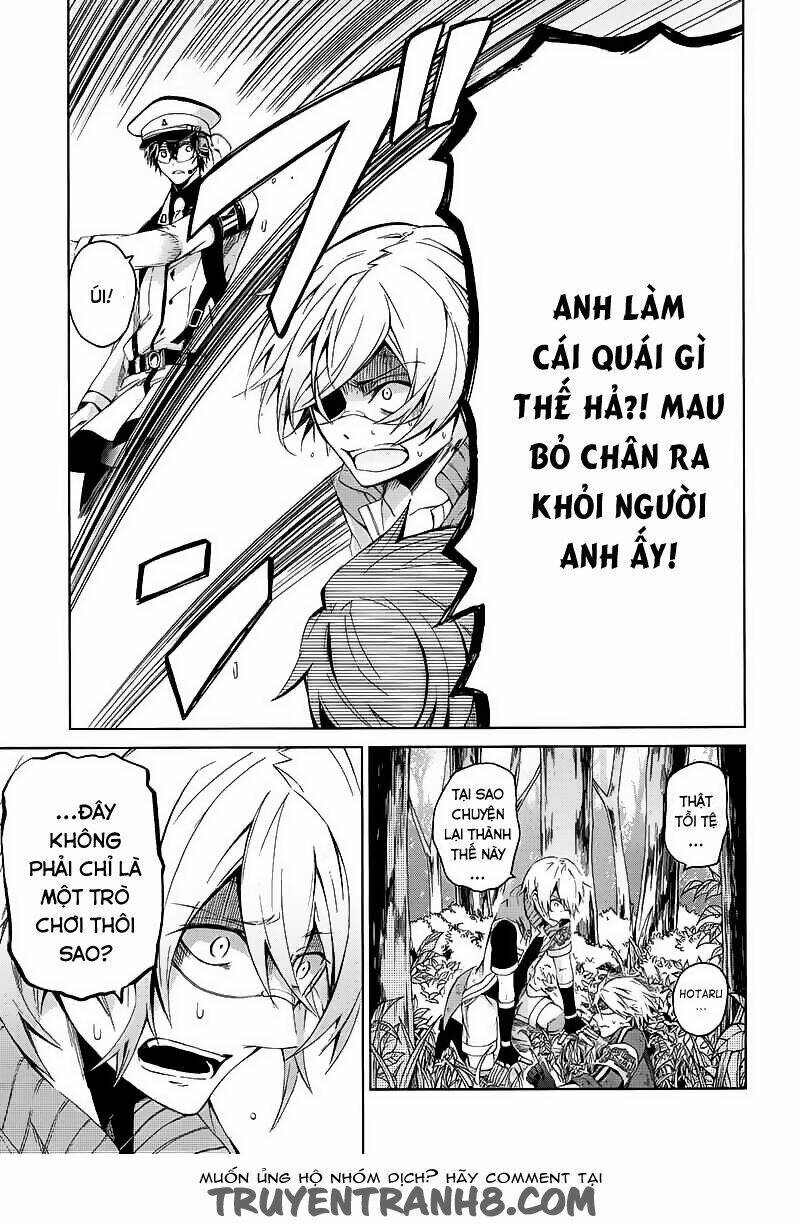 ANH LÀM
CÁI QUÁI GÌ
THẾ HẢ?! MAU
BỎ CHÂN RA
KHỎI NGƯỜI
ANH ẤY!
ÚI!
THẬT
TỒI TỆ
...
TẠI SAO
CHUYỆN
LẠI THÀNH
THẾ NÀY
...
HOTARU
...
...ĐÂY
KHÔNG
PHẢI CHỈ LÀ
MỘT TRÒ
CHƠI THÔI
SAO?
MUỐN ỦNG HỘ NHÓM DỊCH? HÃY COMMENT TẠI
TRUYENTRANH8.COM